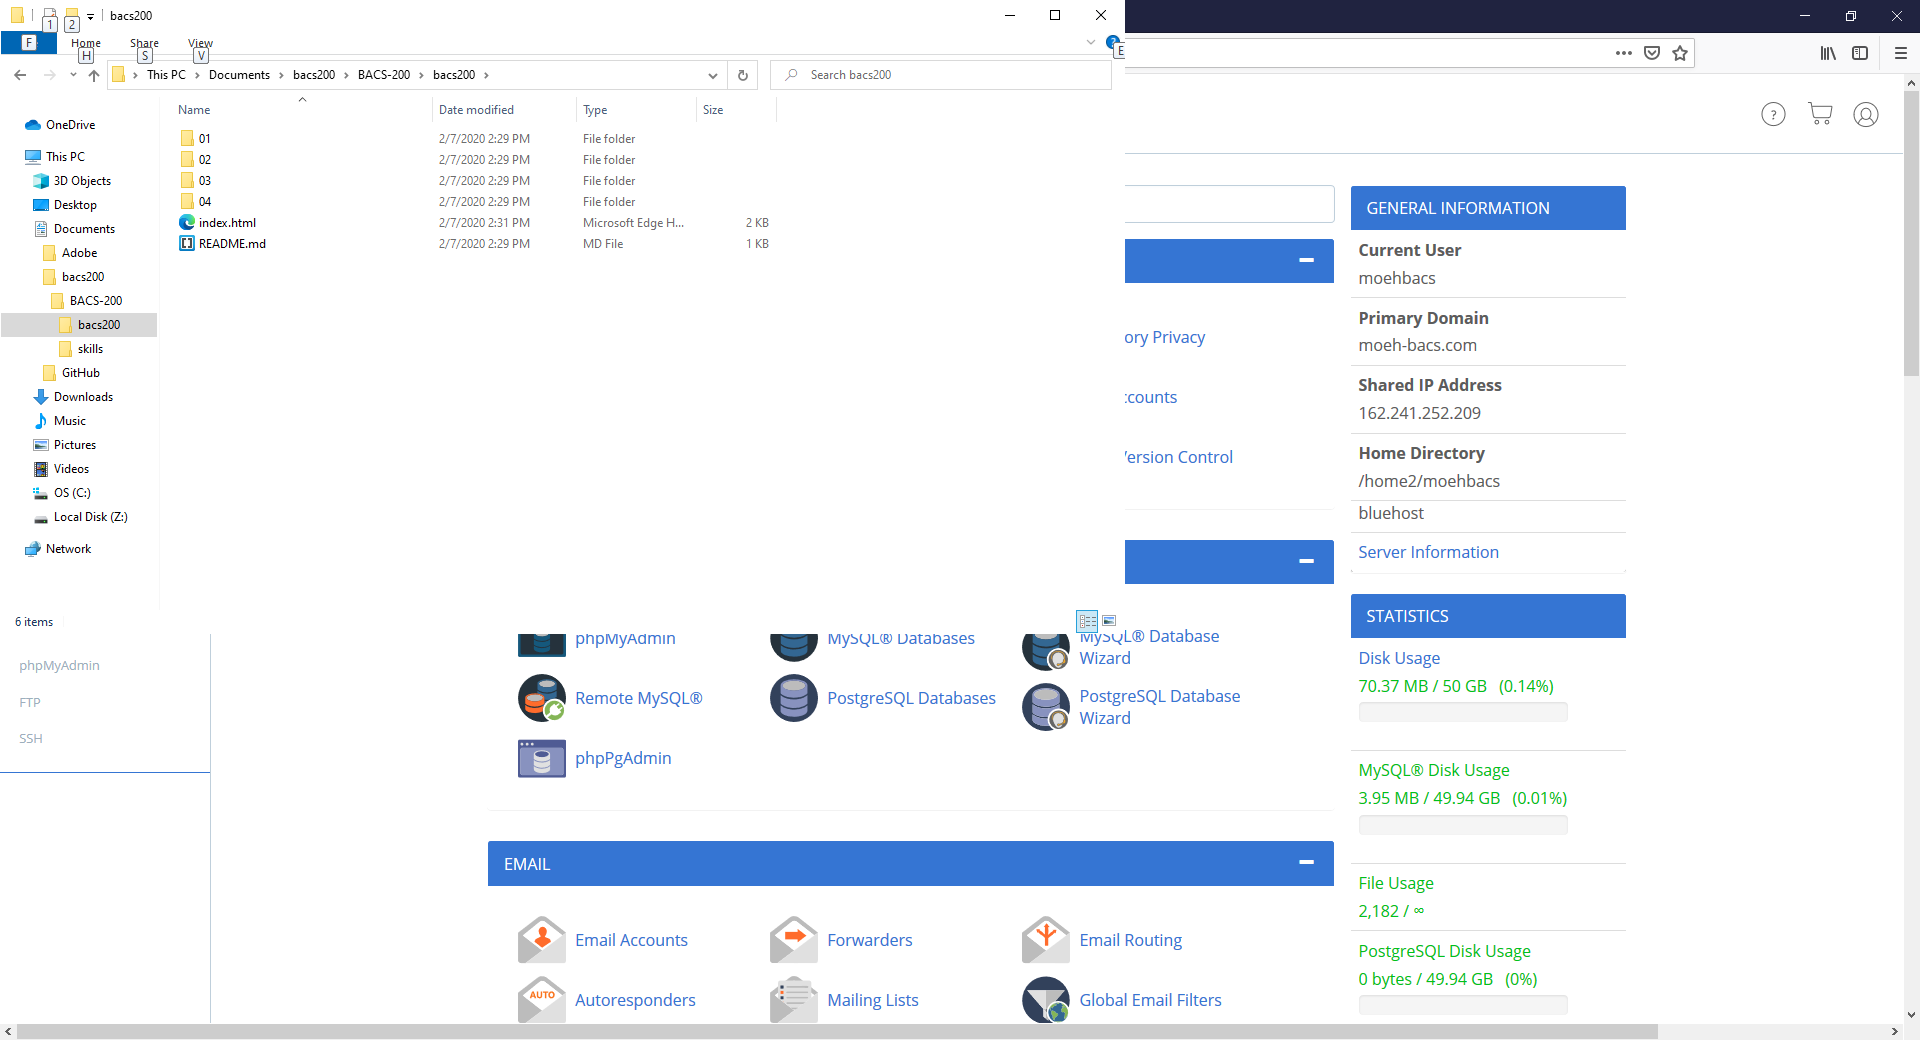 bacs200
1
2
F
Home
Share
View
H
S
V
E
This PC > Documents > bacs200 > BACS-200 > bacs200 >
Search bacs200
Name
Date modified
Type
Size
01
2/7/2020 2:29 PM
File folder
02
2/7/2020 2:29 PM
File folder
03
2/7/2020 2:29 PM
File folder
04
2/7/2020 2:29 PM
File folder
index.html
2/7/2020 2:31 PM
Microsoft Edge H...
2 KB
README.md
2/7/2020 2:29 PM
MD File
1 KB
OneDrive
This PC
3D Objects
Desktop
Documents
Adobe
bacs200
BACS-200
bacs200
skills
GitHub
Downloads
Music
Pictures
Videos
OS (C:)
Local Disk (Z:)
Network
6 items
phpMyAdmin
FTP
SSH
ory Privacy
ccounts
Version Control
phpMyAdmin
MySQL® Databases
MySQL® Database
Wizard
Remote MySQL®
PostgreSQL Databases
PostgreSQL Database
Wizard
phpPgAdmin
EMAIL
Email Accounts
Forwarders
Email Routing
AUTO
Autoresponders
Mailing Lists
Global Email Filters
GENERAL INFORMATION
Current User
moehbacs
Primary Domain
moeh-bacs.com
Shared IP Address
162.241.252.209
Home Directory
/home2/moehbacs
bluehost
Server Information
STATISTICS
Disk Usage
70.37 MB / 50 GB (0.14%)
MySQL® Disk Usage
3.95 MB / 49.94 GB (0.01%)
File Usage
2,182 / ∞
PostgreSQL Disk Usage
0 bytes / 49.94 GB (0%)